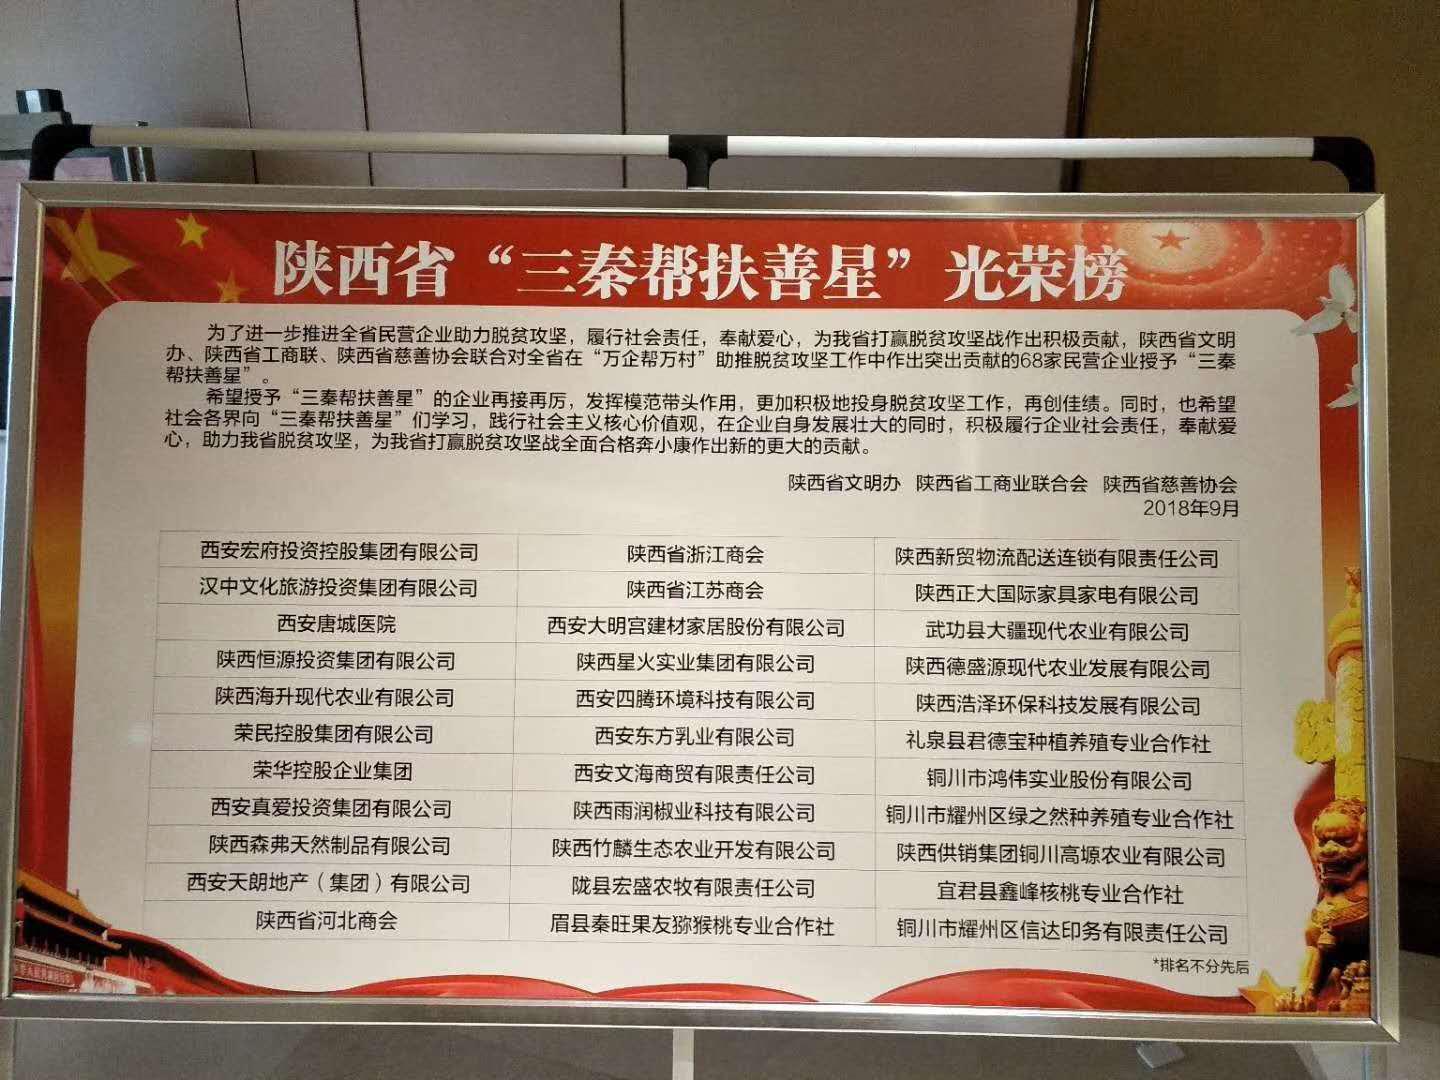 陕西省“三秦帮扶善星”光荣榜
为了进一步推进全省民营企业助力脱贫攻坚，履行社会责任，奉献爱心，为我省打赢脱贫攻坚战作出积极贡献，陕西省文明
办、陕西省工商联、陕西省慈善协会联合对全省在“万企帮万村”助推脱贫攻坚工作中作出突出贡献的68家民营企业授予“三秦
帮扶善星”。
希望授予“三秦帮扶善星”的企业再接再厉，发挥模范带头作用，更加积极地投身脱贫攻坚工作，再创佳绩。同时，也希望
社会各界向“三秦帮扶善星”们学习，践行社会主义核心价值观，在企业自身发展壮大的同时，积极履行企业社会责任，奉献爱
心，助力我省脱贫攻坚，为我省打赢脱贫攻坚战全面合格奔小康作出新的更大的贡献。
陕西省文明办 陕西省工商业联合会 陕西省慈善协会
2018年9月
西安宏府投资控股集团有限公司 陕西省浙江商会 陕西新贸物流配送连锁有限责任公司
汉中文化旅游投资集团有限公司 陕西省江苏商会 陕西正大国际家具家电有限公司
西安唐城医院 西安大明宫建材家居股份有限公司 武功县大疆现代农业有限公司
陕西恒源投资集团有限公司 陕西星火实业集团有限公司 陕西德盛源现代农业发展有限公司
陕西海升现代农业有限公司 西安四腾环境科技有限公司 陕西浩泽环保科技发展有限公司
荣民控股集团有限公司 西安东方乳业有限公司 礼泉县君德宝种植养殖专业合作社
荣华控股企业集团 西安文海商贸有限责任公司 铜川市鸿伟实业股份有限公司
西安真爱投资集团有限公司 陕西雨润椒业科技有限公司 铜川市耀州区绿之然种养殖专业合作社
陕西森弗天然制品有限公司 陕西竹麟生态农业开发有限公司 陕西供销集团铜川高塬农业有限公司
西安天朗地产（集团）有限公司 陇县宏盛农牧有限责任公司 宜君县鑫峰核桃专业合作社
陕西省河北商会 眉县秦旺果友猕猴桃专业合作社 铜川市耀州区信达印务有限责任公司
*排名不分先后